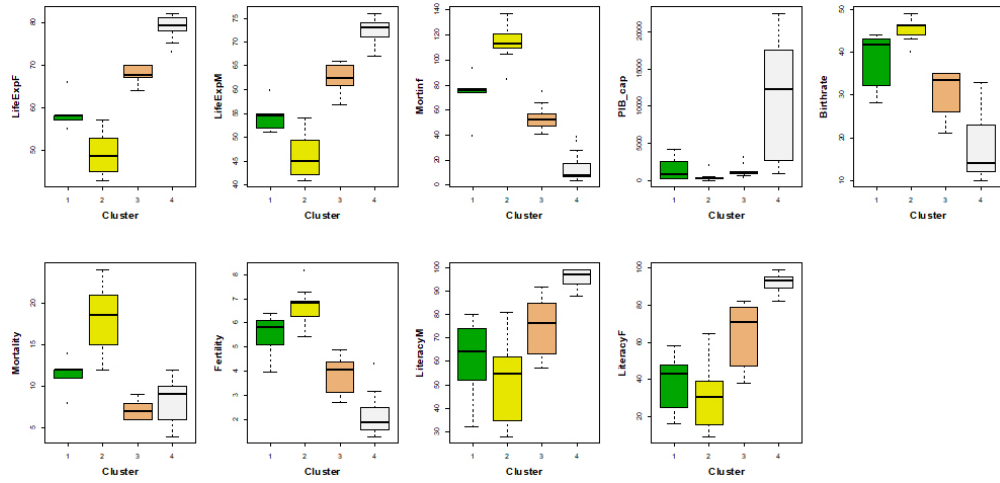 LifeExpF
50 60 70 80
1 2 3 4
Cluster
LifeExpM
40 45 50 55 60 65 70 75
1 2 3 4
Cluster
Mortinf
0 20 40 60 80 100 120 140
1 2 3 4
Cluster
PIB_cap
0 5000 10000 20000
1 2 3 4
Cluster
Birthrate
10 20 30 40 50
1 2 3 4
Cluster
Mortality
5 10 15 20
1 2 3 4
Cluster
Fertility
2 3 4 5 6 7 8
1 2 3 4
Cluster
LiteracyM
30 40 50 60 70 80 90 100
1 2 3 4
Cluster
LiteracyF
20 40 60 80 100
1 2 3 4
Cluster